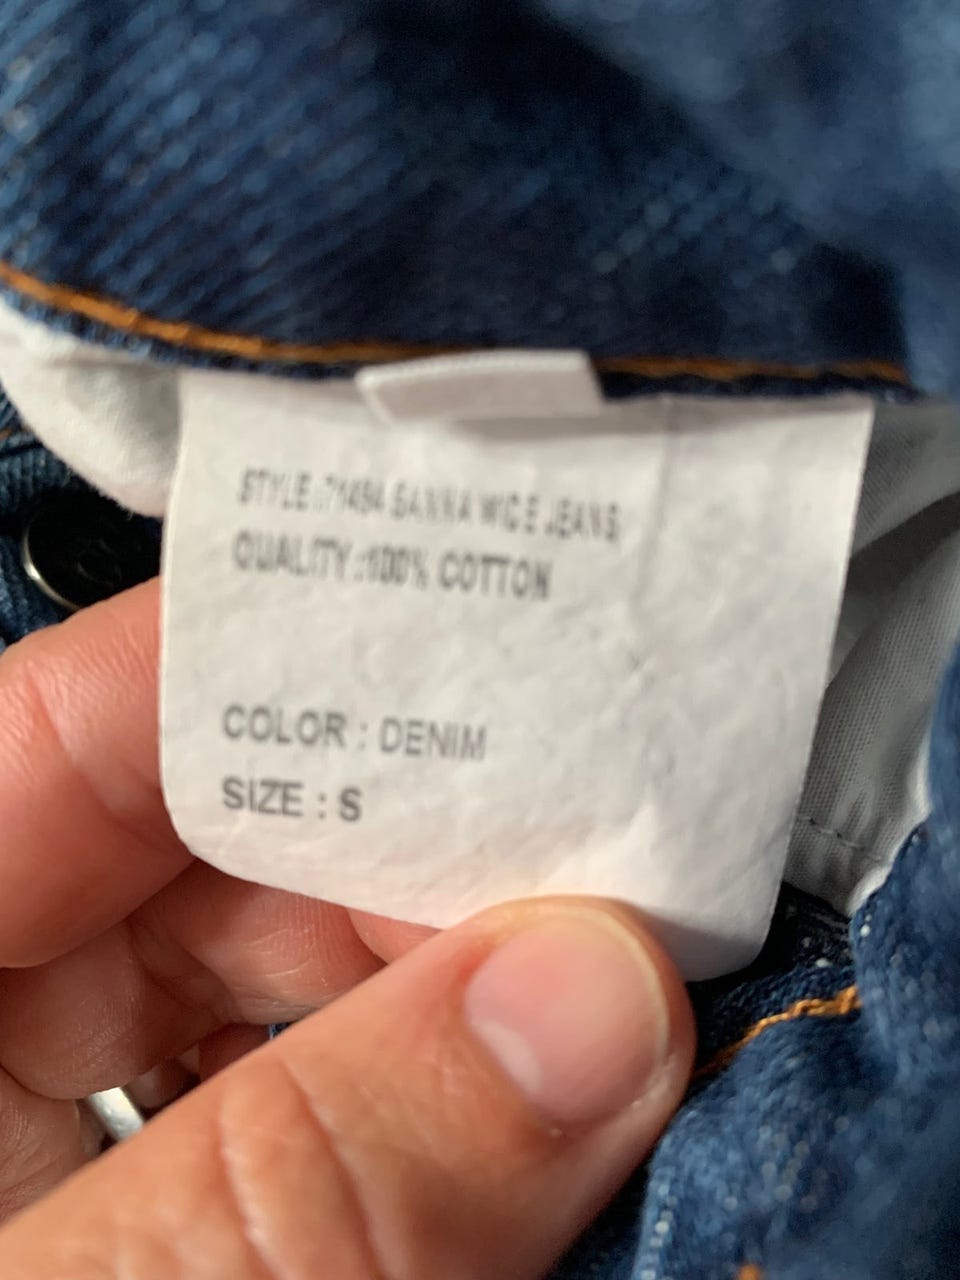 STYLE :71494 SANNA WIDE JEANS
QUALITY :100% COTTON
COLOR : DENIM
SIZE : S